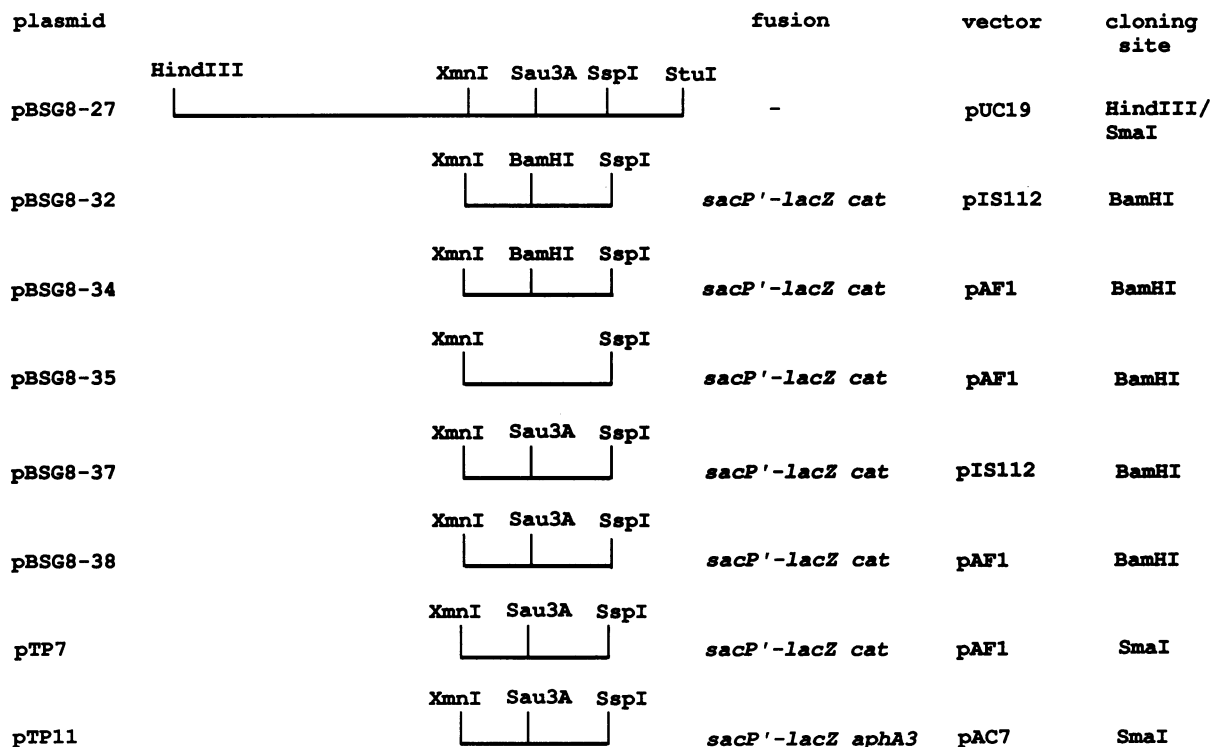 plasmid fusion vector cloning
site
HindIII XmnI Sau3A SspI StuI
pBSG8-27 - pUC19 HindIII/
SmaI
XmnI BamHI SspI
pBSG8-32 sacP'-lacZ cat pIS112 BamHI
XmnI BamHI SspI
pBSG8-34 sacP'-lacZ cat pAF1 BamHI
XmnI SspI
pBSG8-35 sacP'-lacZ cat pAF1 BamHI
XmnI Sau3A SspI
pBSG8-37 sacP'-lacZ cat pIS112 BamHI
XmnI Sau3A SspI
pBSG8-38 sacP'-lacZ cat pAF1 BamHI
XmnI Sau3A SspI
pTP7 sacP'-lacZ cat pAF1 SmaI
XmnI Sau3A SspI
pTP11 sacP'-lacZ aphA3 pAC7 SmaI